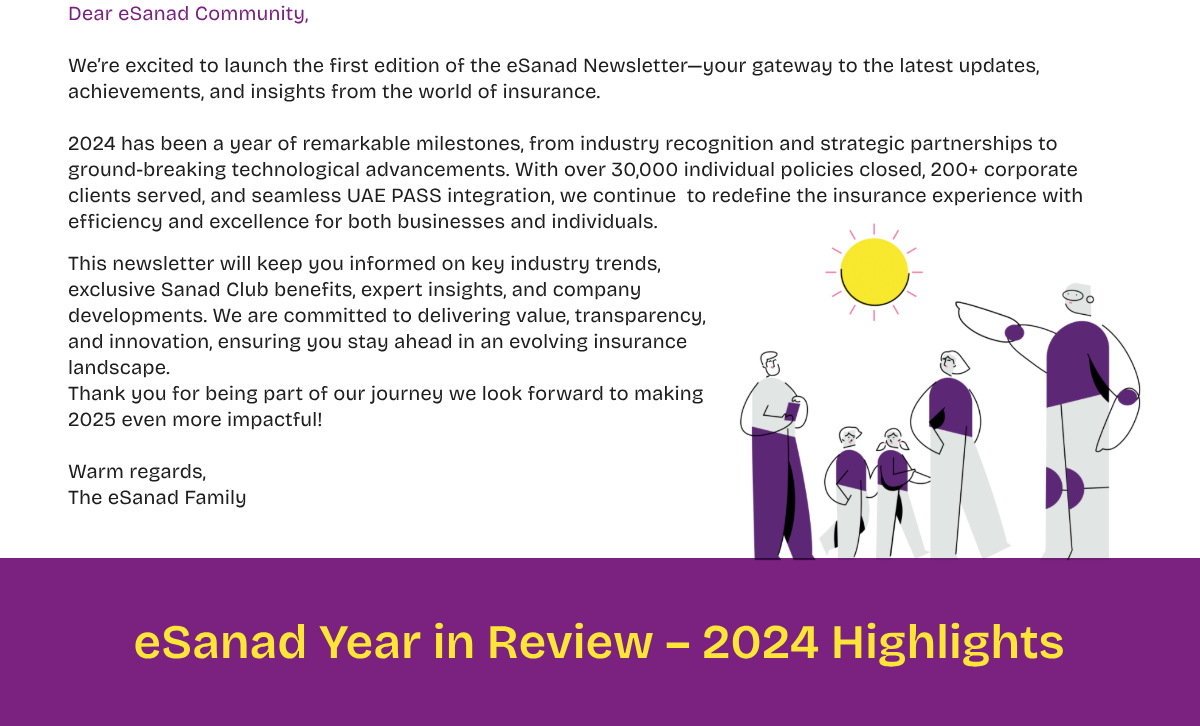 Dear eSanad Community,
We're excited to launch the first edition of the eSanad Newsletter—your gateway to the latest updates,
achievements, and insights from the world of insurance.
2024 has been a year of remarkable milestones, from industry recognition and strategic partnerships to
ground-breaking technological advancements. With over 30,000 individual policies closed, 200+ corporate
clients served, and seamless UAE PASS integration, we continue  to redefine the insurance experience with
efficiency and excellence for both businesses and individuals.
This newsletter will keep you informed on key industry trends,
exclusive Sanad Club benefits, expert insights, and company
developments. We are committed to delivering value, transparency,
and innovation, ensuring you stay ahead in an evolving insurance
landscape.
Thank you for being part of our journey we look forward to making
2025 even more impactful!
Warm regards,
The eSanad Family
eSanad Year in Review – 2024 Highlights